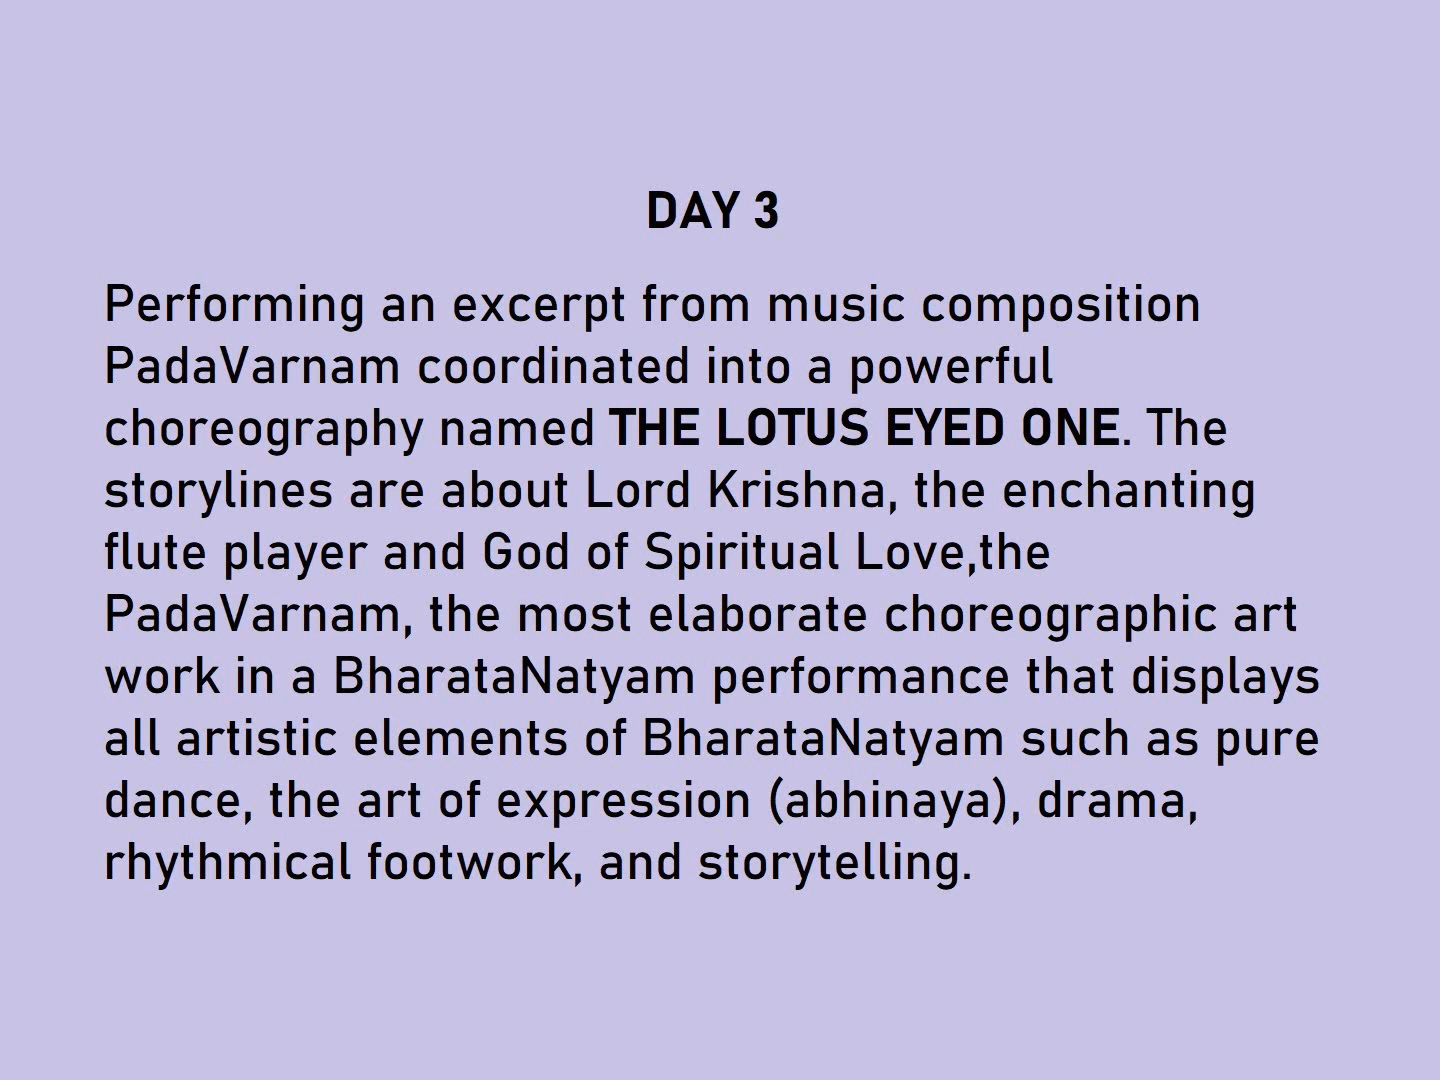 DAY 3
Performing an excerpt from music composition
PadaVarnam coordinated into a powerful
choreography named THE LOTUS EYED ONE. The
storylines are about Lord Krishna, the enchanting
flute player and God of Spiritual Love,the
PadaVarnam, the most elaborate choreographic art
work in a BharataNatyam performance that displays
all artistic elements of BharataNatyam such as pure
dance, the art of expression (abhinaya), drama,
rhythmical footwork, and storytelling.